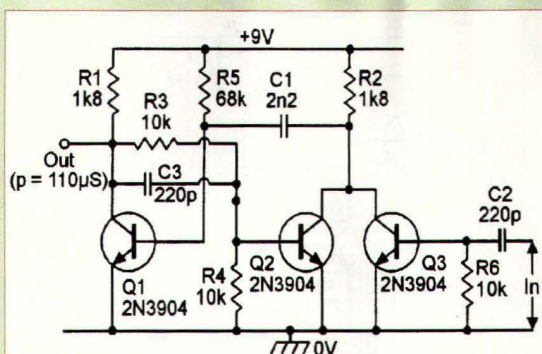 +9V
R1
1k8
R3
10k
R5
68k
C1
2n2
R2
1k8
Out
(p = 110µS)
C3
220p
C2
220p
Q1
2N3904
R4
10k
Q2
2N3904
Q3
2N3904
R6
10k
In
0V